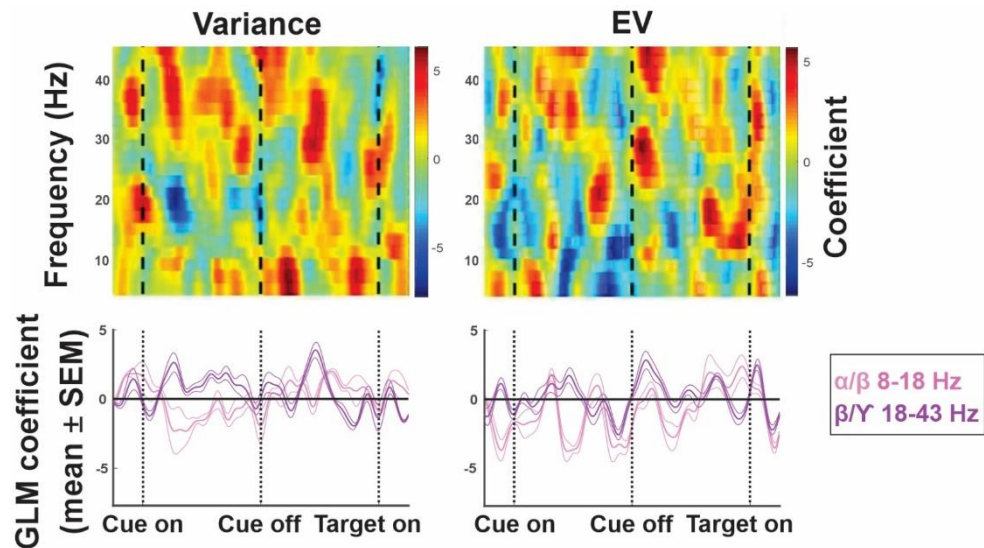 Variance
EV
Frequency (Hz)
40
30
20
10
5
0
-5
40
30
20
10
5
0
-5
Coefficient
GLM coefficient
(mean ± SEM)
5
0
-5
Cue on
Cue off
Target on
5
0
-5
Cue on
Cue off
Target on
α/β 8-18 Hz
β/ϒ 18-43 Hz